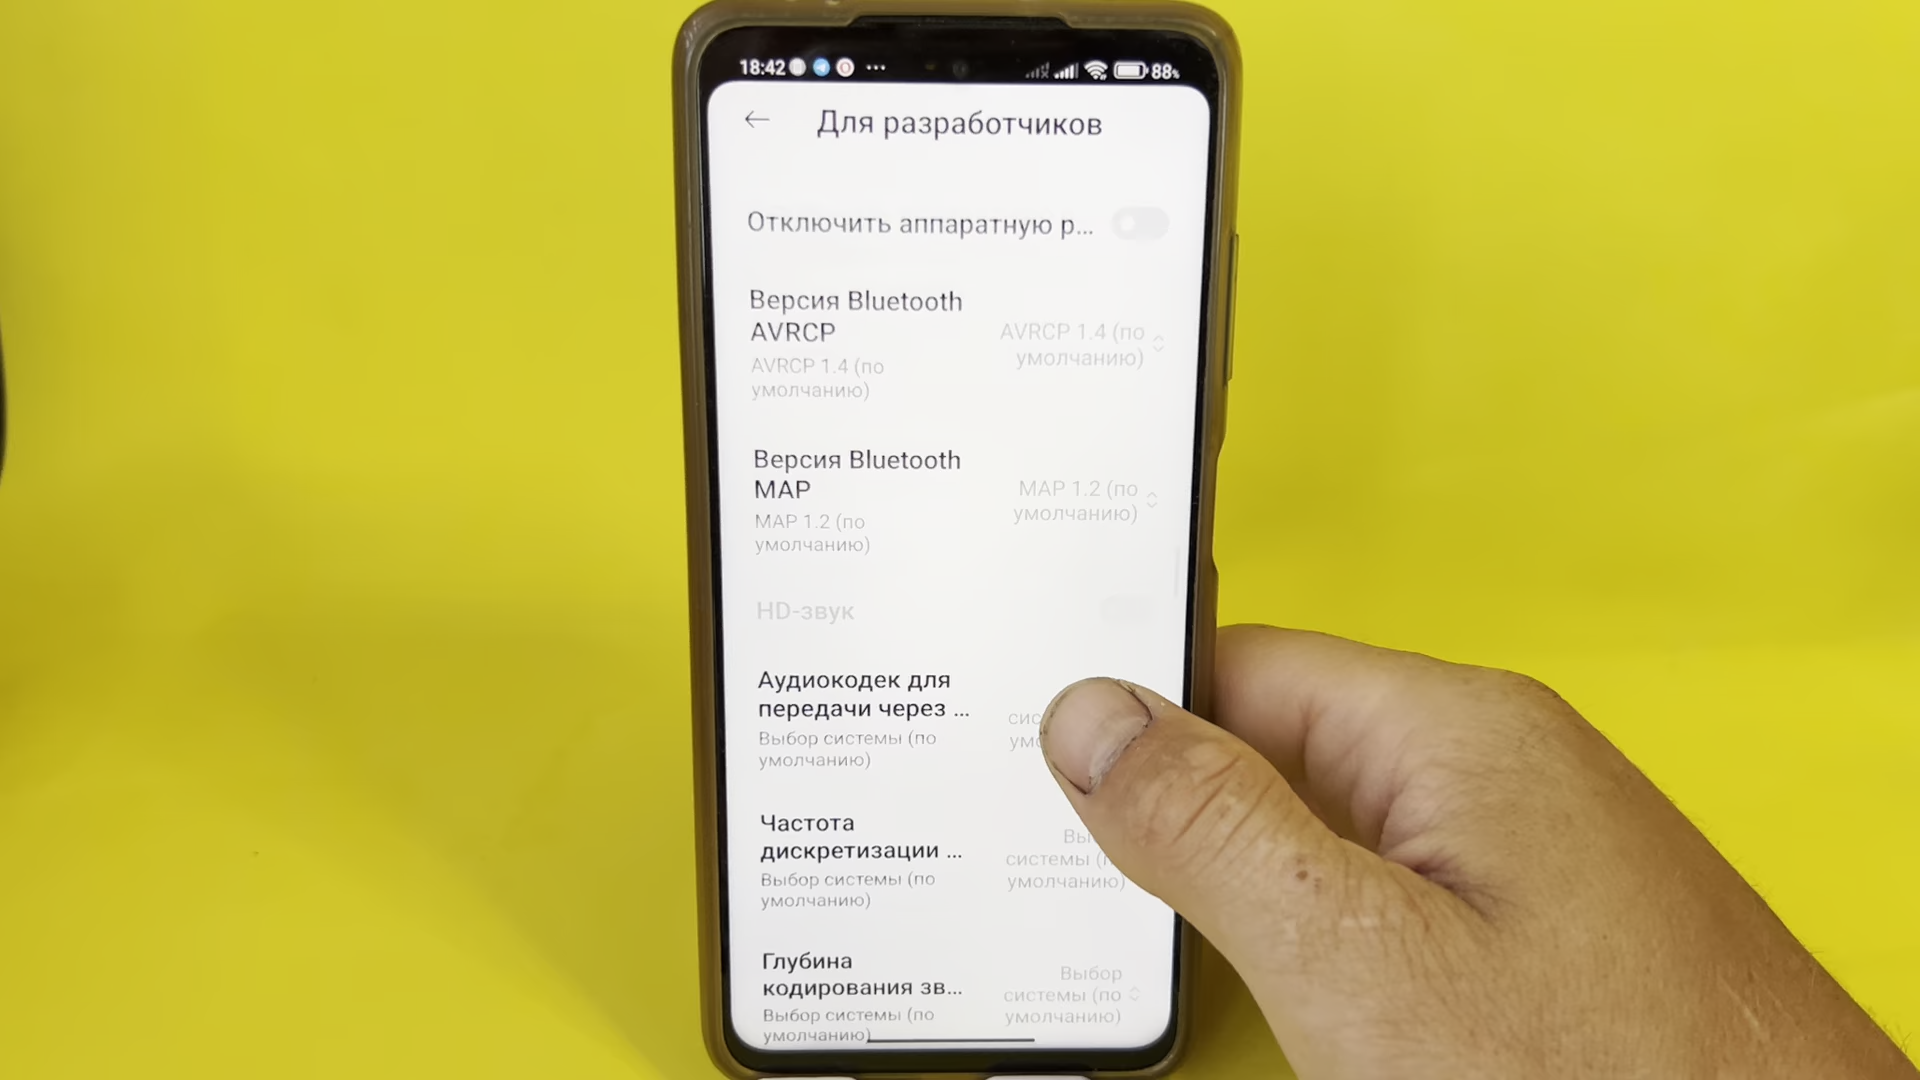 18:42 ... 88%
Для разработчиков
Отключить аппаратную р...
Версия Bluetooth
AVRCP
AVRCP 1.4 (по
умолчанию)
AVRCP 1.4 (по
умолчанию)
Версия Bluetooth
MAP
MAP 1.2 (по
умолчанию)
MAP 1.2 (по
умолчанию)
HD-звук
Аудиокодек для
передачи через ...
Выбор системы (по
умолчанию)
Частота
дискретизации ...
Выбор системы (по
умолчанию)
системы
умолчанию)
Глубина
кодирования зв...
Выбор системы (по
умолчанию)
Выбор
системы (по
умолчанию)